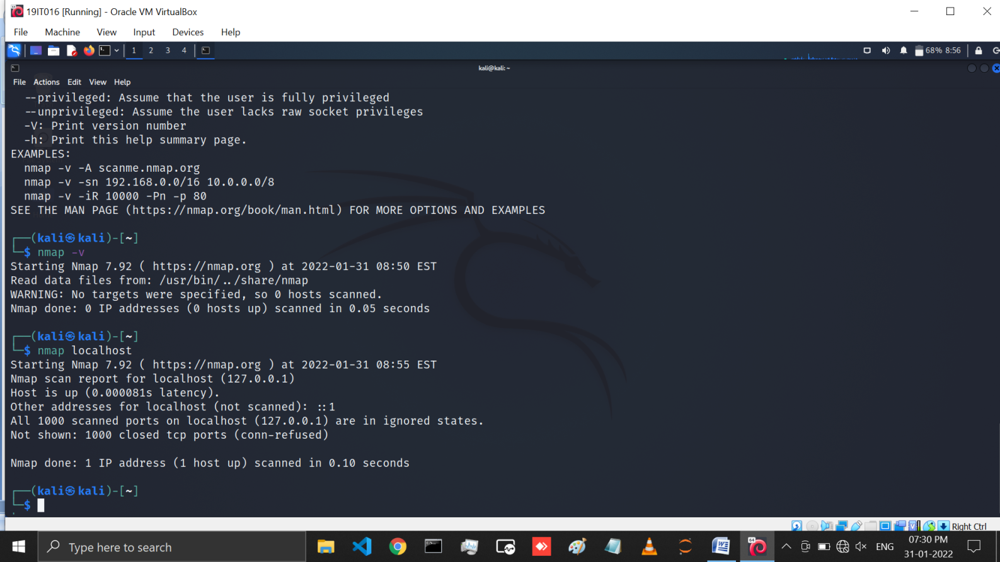 19IT016 [Running] - Oracle VM VirtualBox
File Machine View Input Devices Help
1 2 3 4 68% 8:56
kali@kali: ~
File Actions Edit View Help
--privileged: Assume that the user is fully privileged
--unprivileged: Assume the user lacks raw socket privileges
-V: Print version number
-h: Print this help summary page.
EXAMPLES:
nmap -v -A scanme.nmap.org
nmap -v -sn 192.168.0.0/16 10.0.0.0/8
nmap -v -iR 10000 -Pn -p 80
SEE THE MAN PAGE (https://nmap.org/book/man.html) FOR MORE OPTIONS AND EXAMPLES
┌──(kali㉿kali)-[~]
└─$ nmap -v
Starting Nmap 7.92 ( https://nmap.org ) at 2022-01-31 08:50 EST
Read data files from: /usr/bin/../share/nmap
WARNING: No targets were specified, so 0 hosts scanned.
Nmap done: 0 IP addresses (0 hosts up) scanned in 0.05 seconds
┌──(kali㉿kali)-[~]
└─$ nmap localhost
Starting Nmap 7.92 ( https://nmap.org ) at 2022-01-31 08:55 EST
Nmap scan report for localhost (127.0.0.1)
Host is up (0.000081s latency).
Other addresses for localhost (not scanned): ::1
All 1000 scanned ports on localhost (127.0.0.1) are in ignored states.
Not shown: 1000 closed tcp ports (conn-refused)
Nmap done: 1 IP address (1 host up) scanned in 0.10 seconds
┌──(kali㉿kali)-[~]
└─$
Right Ctrl
Type here to search
ENG
07:30 PM
31-01-2022